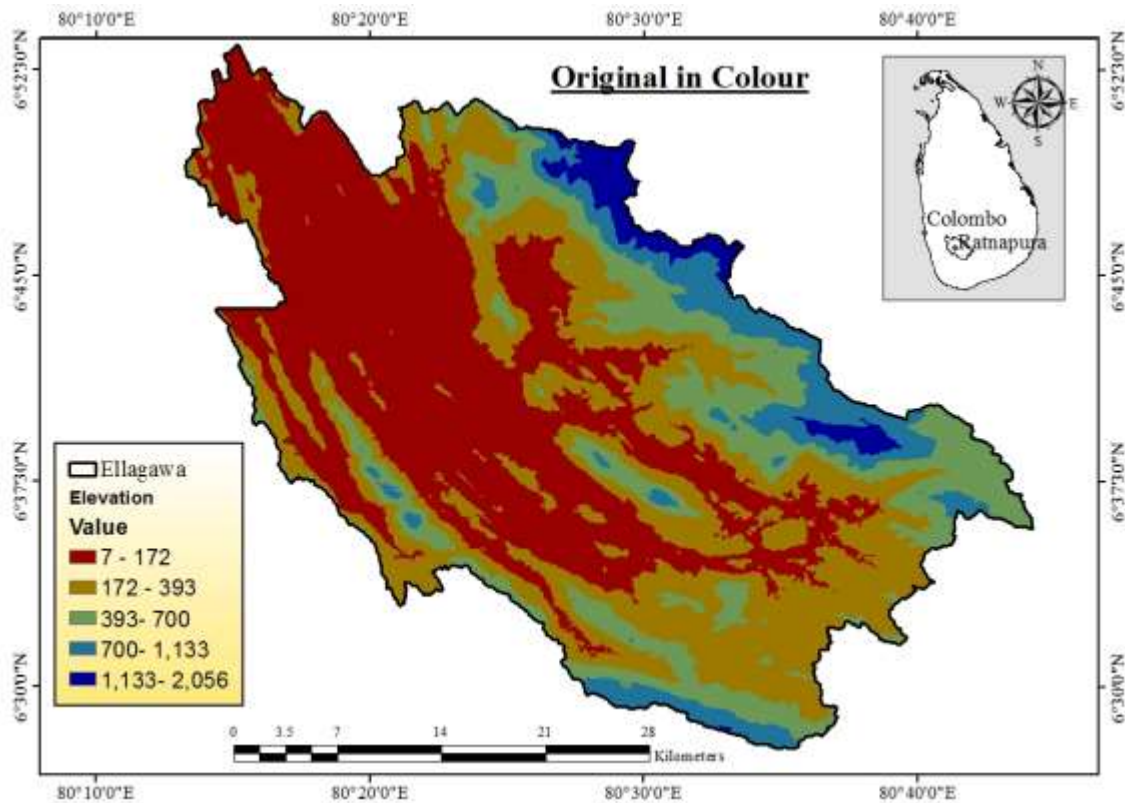 80°10'0"E 80°20'0"E 80°30'0"E 80°40'0"E
6°52'30"N
6°45'0"N
6°37'30"N
6°30'0"N
Original in Colour
N
W E
S
Colombo
Ratnapura
6°52'30"N
6°45'0"N
6°37'30"N
6°30'0"N
Ellagawa
Elevation
Value
7 - 172
172 - 393
393- 700
700- 1,133
1,133- 2,056
0 3.5 7 14 21 28
Kilometers
80°10'0"E 80°20'0"E 80°30'0"E 80°40'0"E